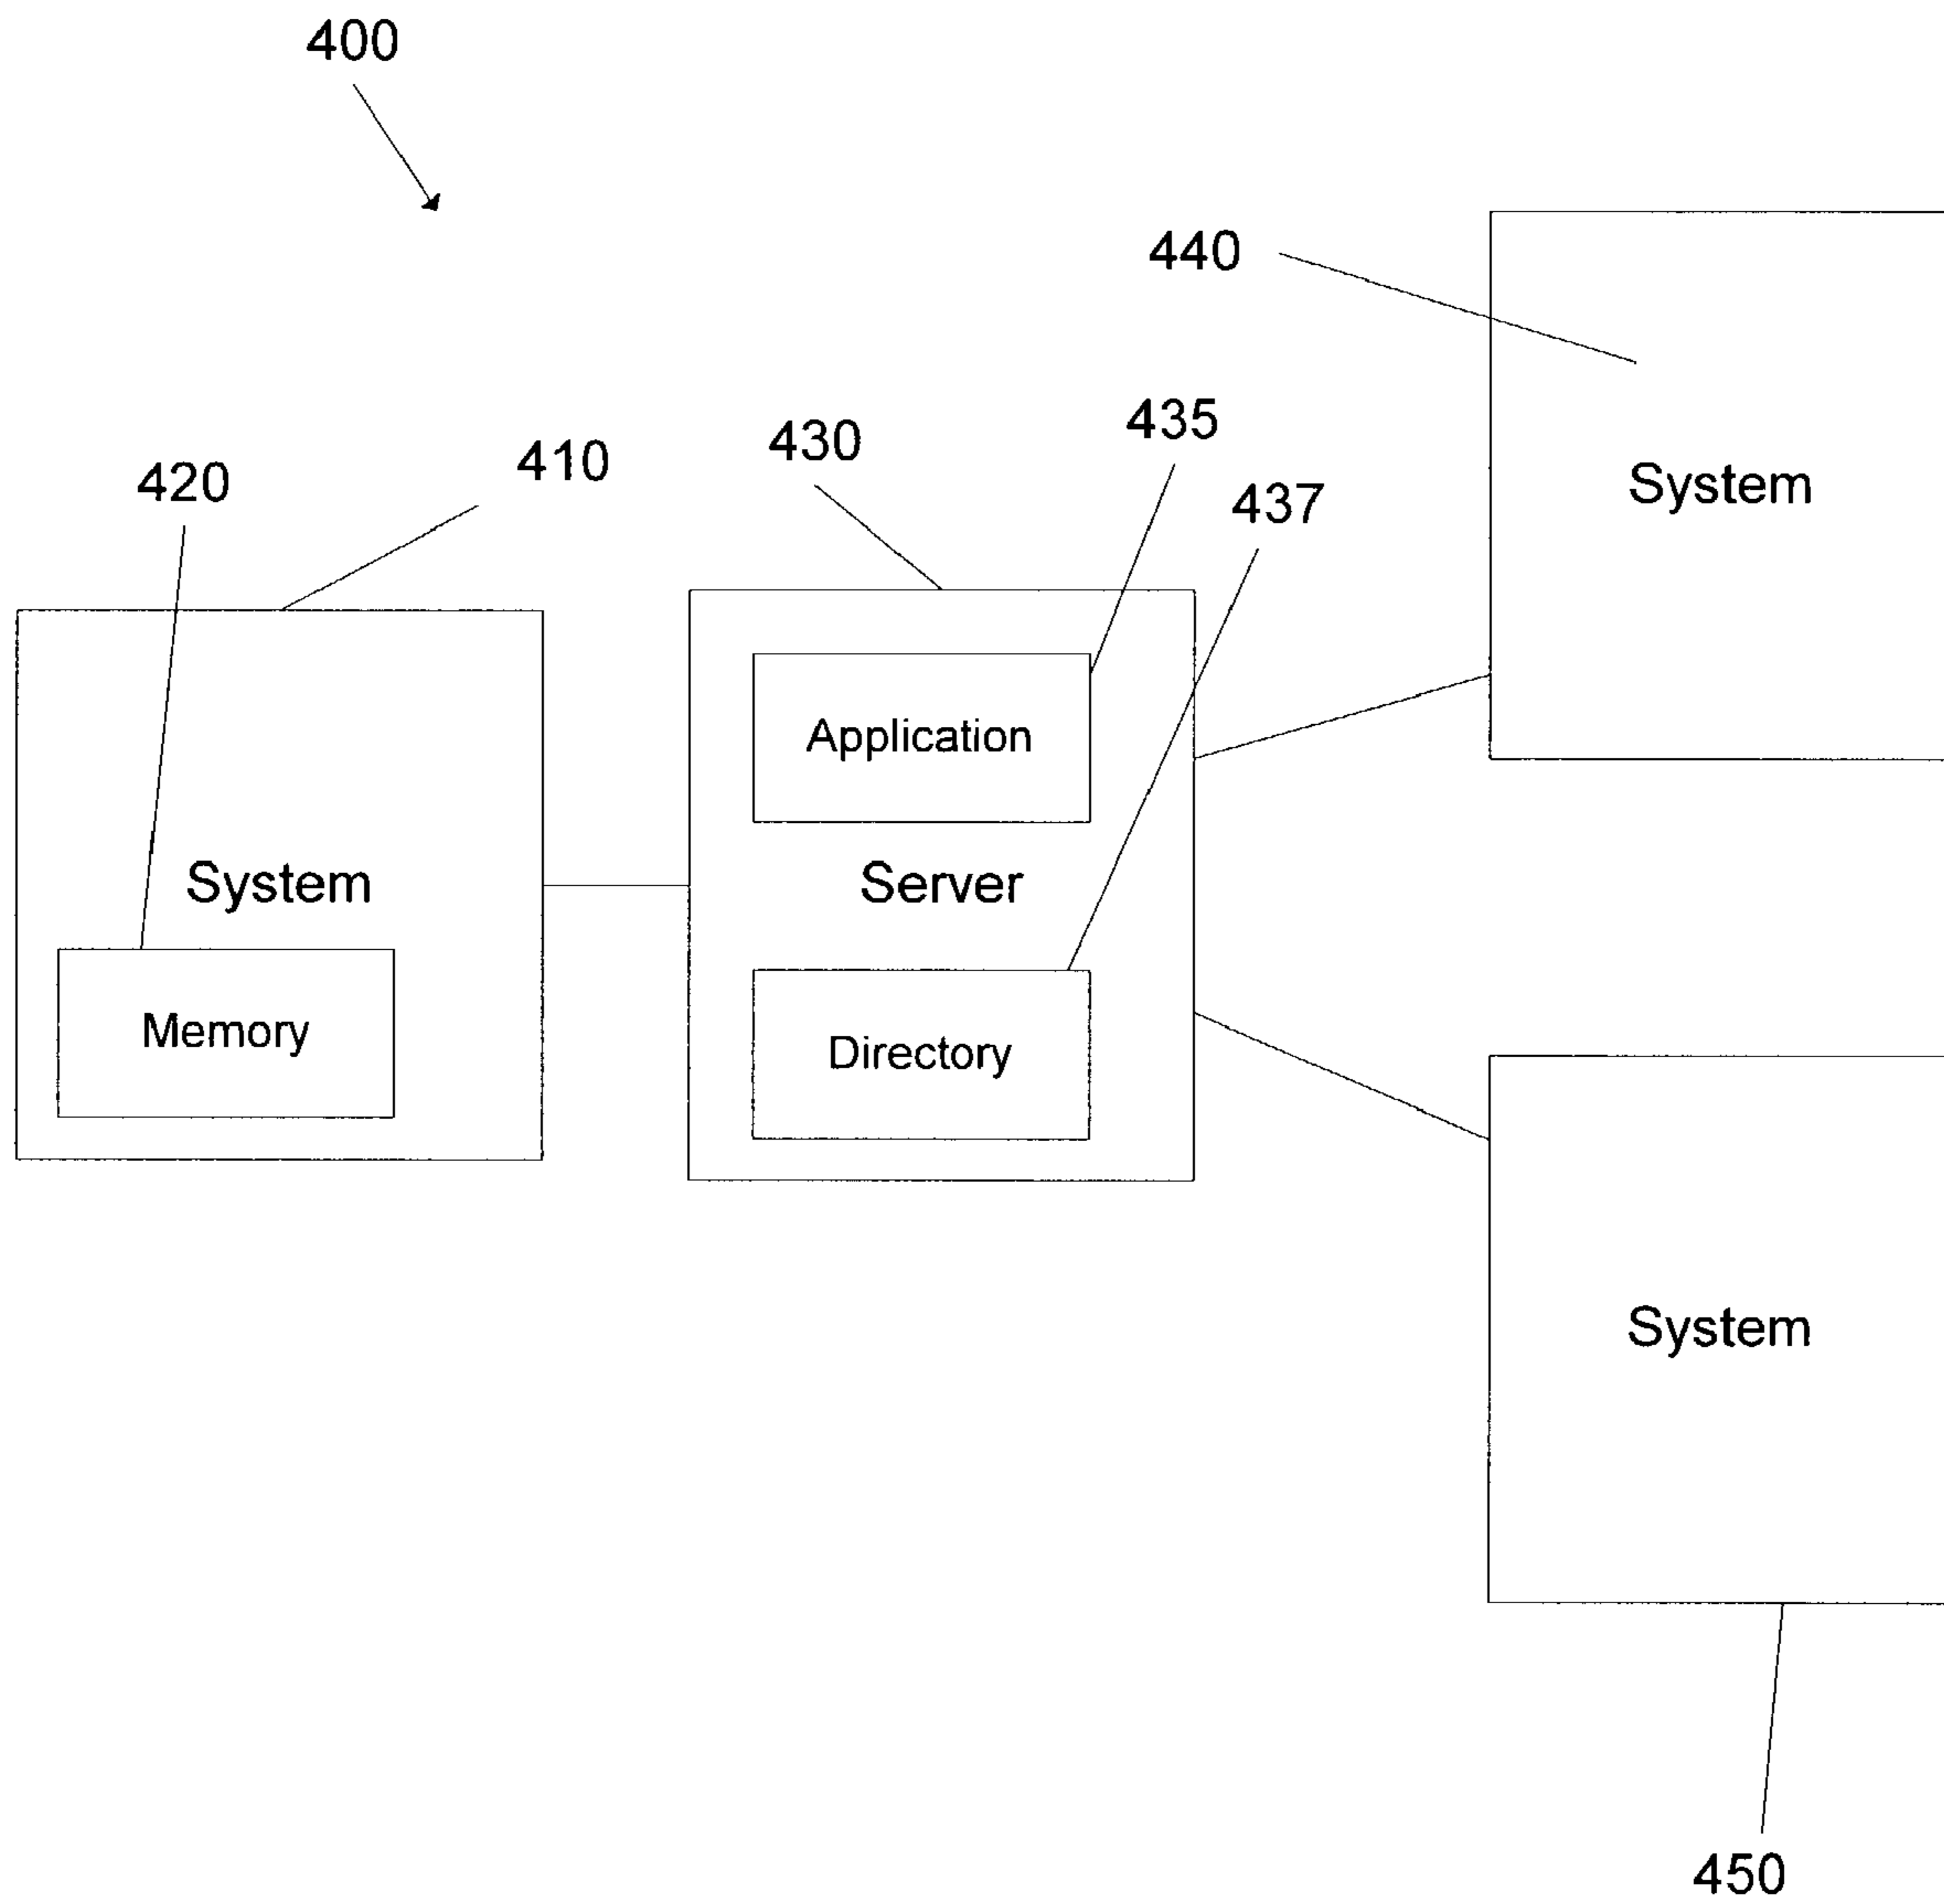 400
440
435
430
410
420
437
System
Application
System
Server
Memory
Directory
System
450